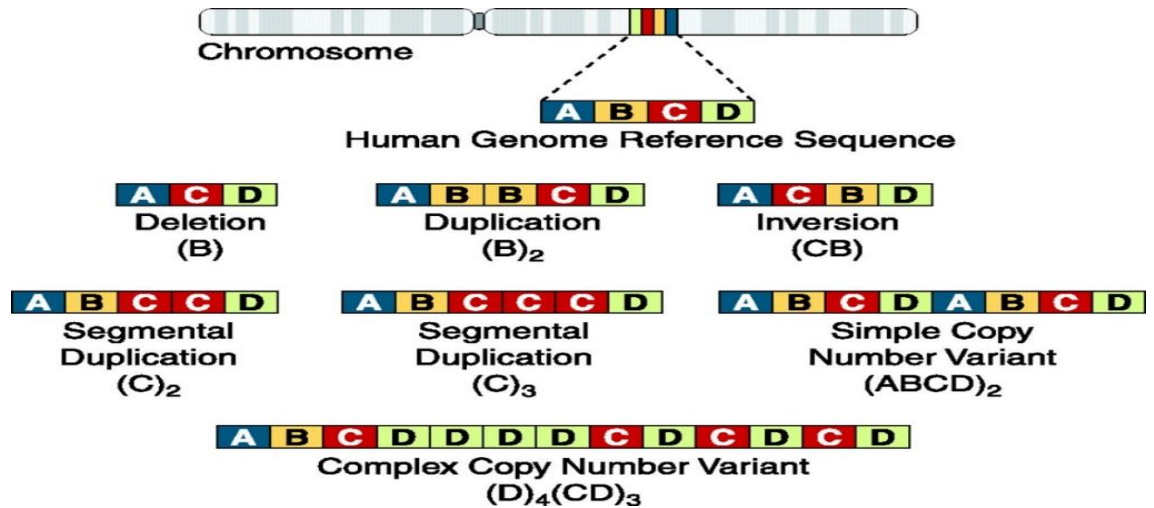 Chromosome
A B C D
Human Genome Reference Sequence
A C D
Deletion
(B)
A B B C D
Duplication
(B)₂
A C B D
Inversion
(CB)
A B C C D
Segmental
Duplication
(C)₂
A B C C C D
Segmental
Duplication
(C)₃
A B C D A B C D
Simple Copy
Number Variant
(ABCD)₂
A B C D D D D C D C D C D
Complex Copy Number Variant
(D)₄(CD)₃